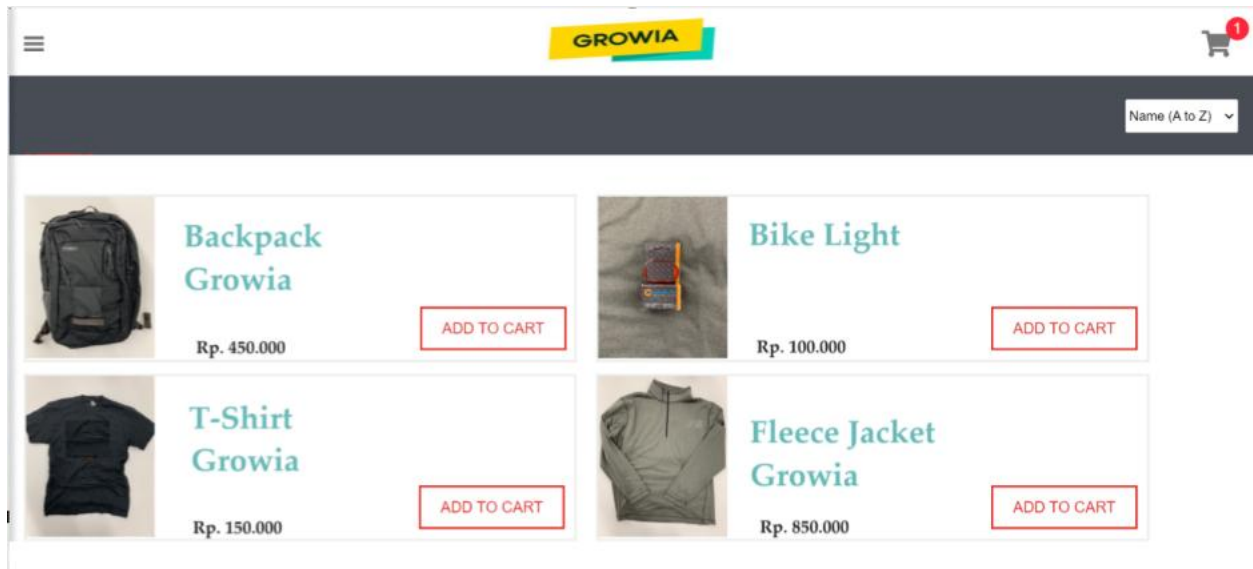 GROWIA
1
Name (A to Z)
Backpack
Growia
Rp. 450.000
ADD TO CART
Bike Light
Rp. 100.000
ADD TO CART
T-Shirt
Growia
Rp. 150.000
ADD TO CART
Fleece Jacket
Growia
Rp. 850.000
ADD TO CART